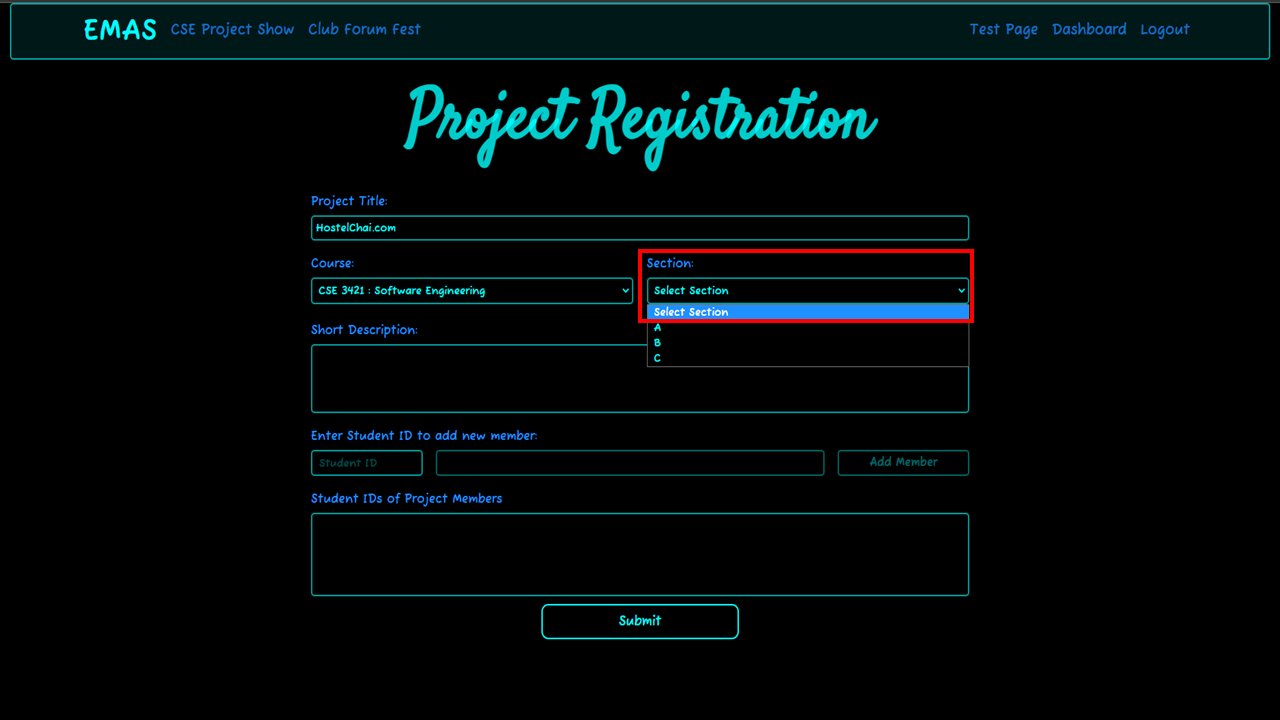 EMAS CSE Project Show Club Forum Fest Test Page Dashboard Logout
Project Registration
Project Title:
HostelChai.com
Course: Section:
CSE 3421 : Software Engineering Select Section
Select Section
A
B
C
Short Description:
Enter Student ID to add new member:
Student ID Add Member
Student IDs of Project Members
Submit